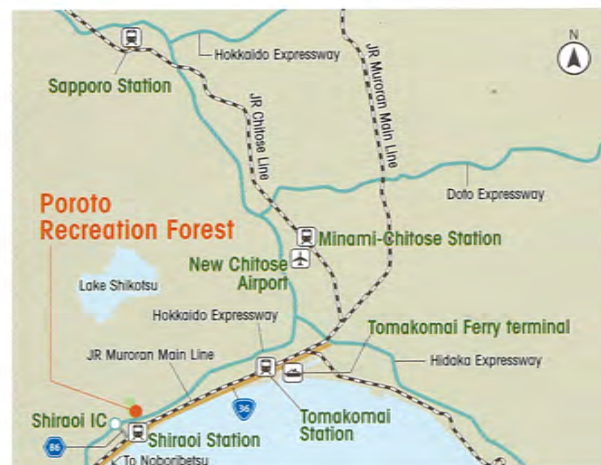 N
Hokkaido Expressway
Sapporo Station
JR Chitose Line
JR Muroran Main Line
Doto Expressway
Poroto
Recreation Forest
Minami-Chitose Station
New Chitose
Airport
Lake Shikotsu
Hokkaido Expressway
Tomakomai Ferry terminal
JR Muroran Main Line
Hidaka Expressway
36
Shiraoi IC
Tomakomai
Station
86
Shiraoi Station
To Noboribetsu